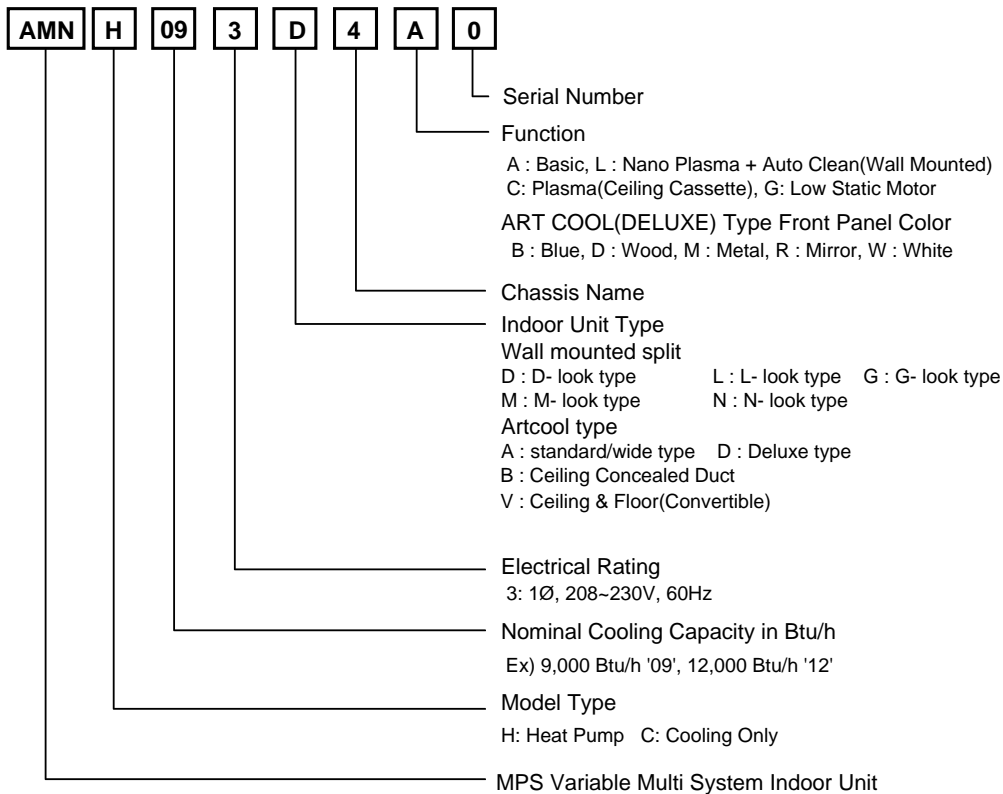 AMN H 09 3 D 4 A 0
Serial Number
Function
A : Basic, L : Nano Plasma + Auto Clean(Wall Mounted)
C: Plasma(Ceiling Cassette), G: Low Static Motor
ART COOL(DELUXE) Type Front Panel Color
B : Blue, D : Wood, M : Metal, R : Mirror, W : White
Chassis Name
Indoor Unit Type
Wall mounted split
D : D- look type L : L- look type G : G- look type
M : M- look type N : N- look type
Artcool type
A : standard/wide type D : Deluxe type
B : Ceiling Concealed Duct
V : Ceiling & Floor(Convertible)
Electrical Rating
3: 1Ø, 208~230V, 60Hz
Nominal Cooling Capacity in Btu/h
Ex) 9,000 Btu/h '09', 12,000 Btu/h '12'
Model Type
H: Heat Pump C: Cooling Only
MPS Variable Multi System Indoor Unit